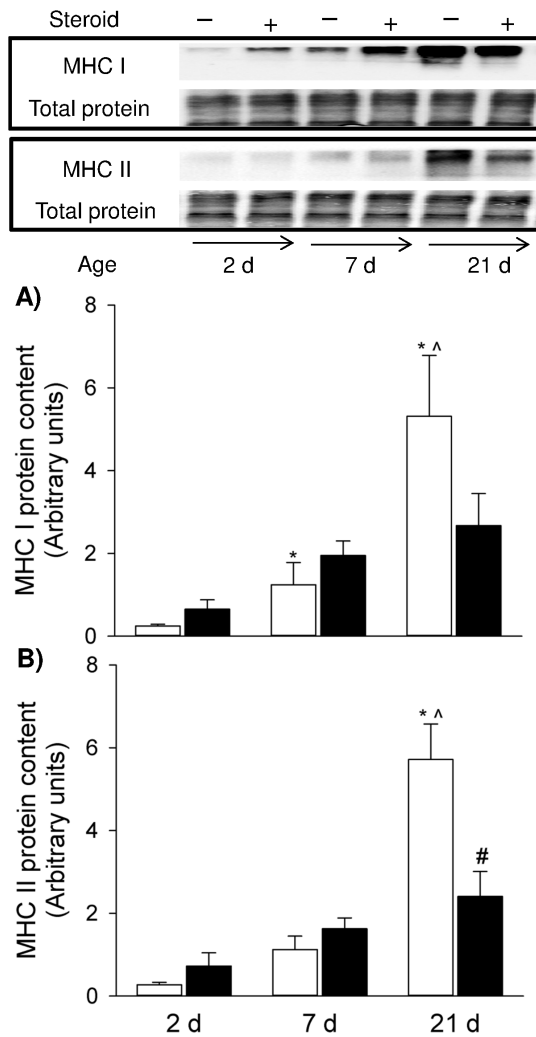 Steroid – + – + – +
MHC I
Total protein
MHC II
Total protein
Age 2 d 7 d 21 d
A)
MHC I protein content
(Arbitrary units)
8
6
4
2
0
*
* ^
B)
MHC II protein content
(Arbitrary units)
8
6
4
2
0
* ^
#
2 d 7 d 21 d